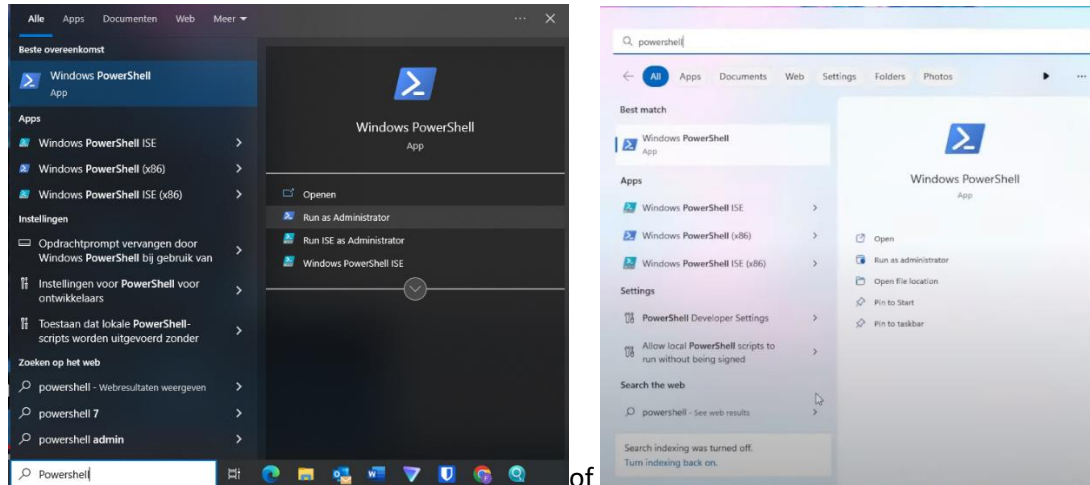 Alle Apps Documenten Web Meer
Beste overeenkomst
Windows PowerShell
App
Apps
Windows PowerShell ISE
Windows PowerShell (x86)
Windows PowerShell ISE (x86)
Instellingen
Opdrachtprompt vervangen door
Windows PowerShell bij gebruik van
Instellingen voor PowerShell voor
ontwikkelaars
Toestaan dat lokale PowerShell-
scripts worden uitgevoerd zonder
Zoeken op het web
powershell - Webresultaten weergeven
powershell 7
powershell admin
Powershell
Windows PowerShell
App
Openen
Run as Administrator
Run ISE as Administrator
Windows PowerShell ISE
of
powershell
All Apps Documents Web Settings Folders Photos
Best match
Windows PowerShell
App
Apps
Windows PowerShell ISE
Windows PowerShell (x86)
Windows PowerShell ISE (x86)
Settings
PowerShell Developer Settings
Allow local PowerShell scripts to
run without being signed
Search the web
powershell - See web results
Search indexing was turned off.
Turn indexing back on.
Windows PowerShell
App
Open
Run as administrator
Open file location
Pin to Start
Pin to taskbar